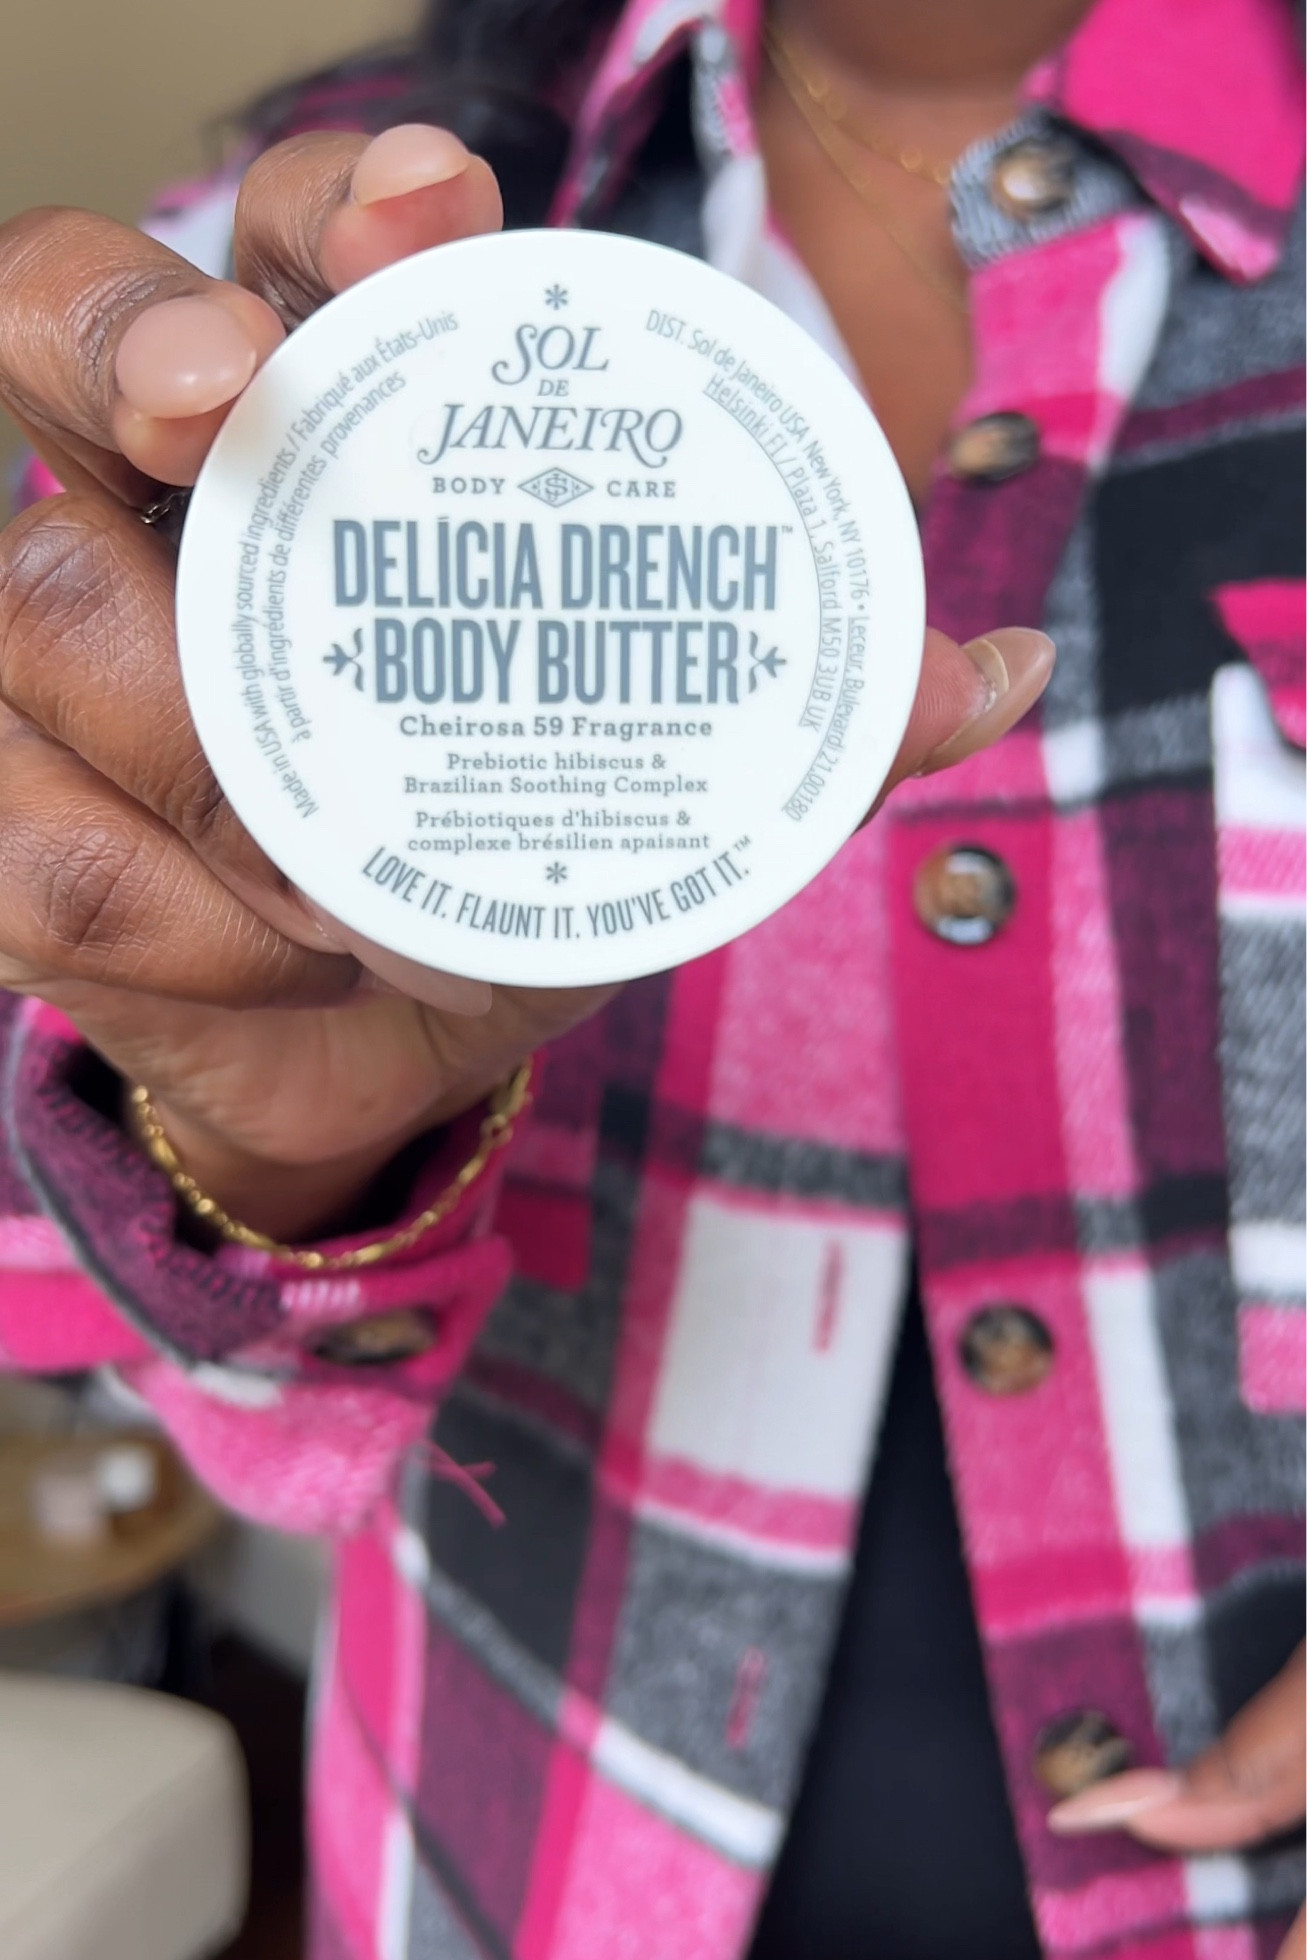 SOL
DE
JANEIRO
BODY CARE
DELÍCIA DRENCH™
BODY BUTTER
Cheirosa 59 Fragrance
Prebiotic hibiscus &
Brazilian Soothing Complex
Prébiotiques d'hibiscus &
complexe brésilien apaisant
LOVE IT. FLAUNT IT. YOU'VE GOT IT.™
Made in USA with globally sourced ingredients / Fabriqué aux États-Unis
à partir d'ingrédients de différentes provenances
DIST. Sol de Janeiro USA New York, NY 10176 • Leceur, Bulevardi 21 00180
Helsinki FI / Plaza 1, Salford M50 3UB UK